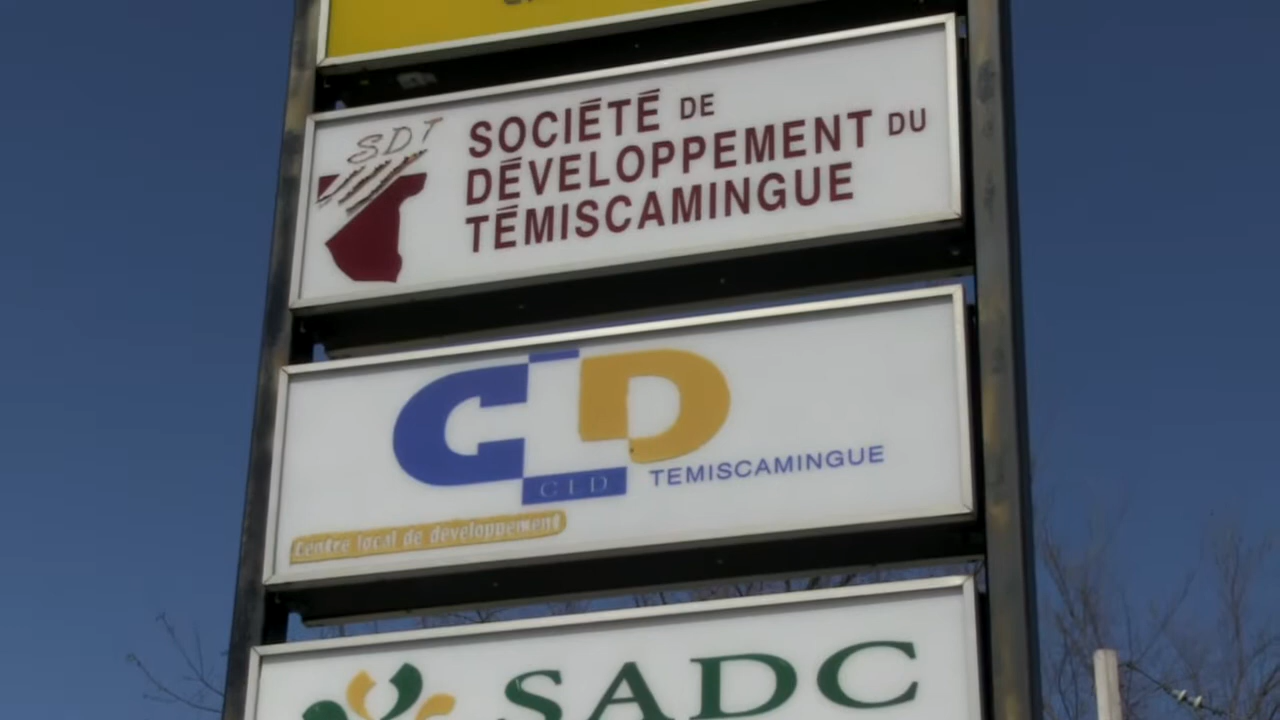 SDT
SOCIÉTÉ DE
DÉVELOPPEMENT DU
TÉMISCAMINGUE
CLD
CLD
TEMISCAMINGUE
Centre local de développement
SADC